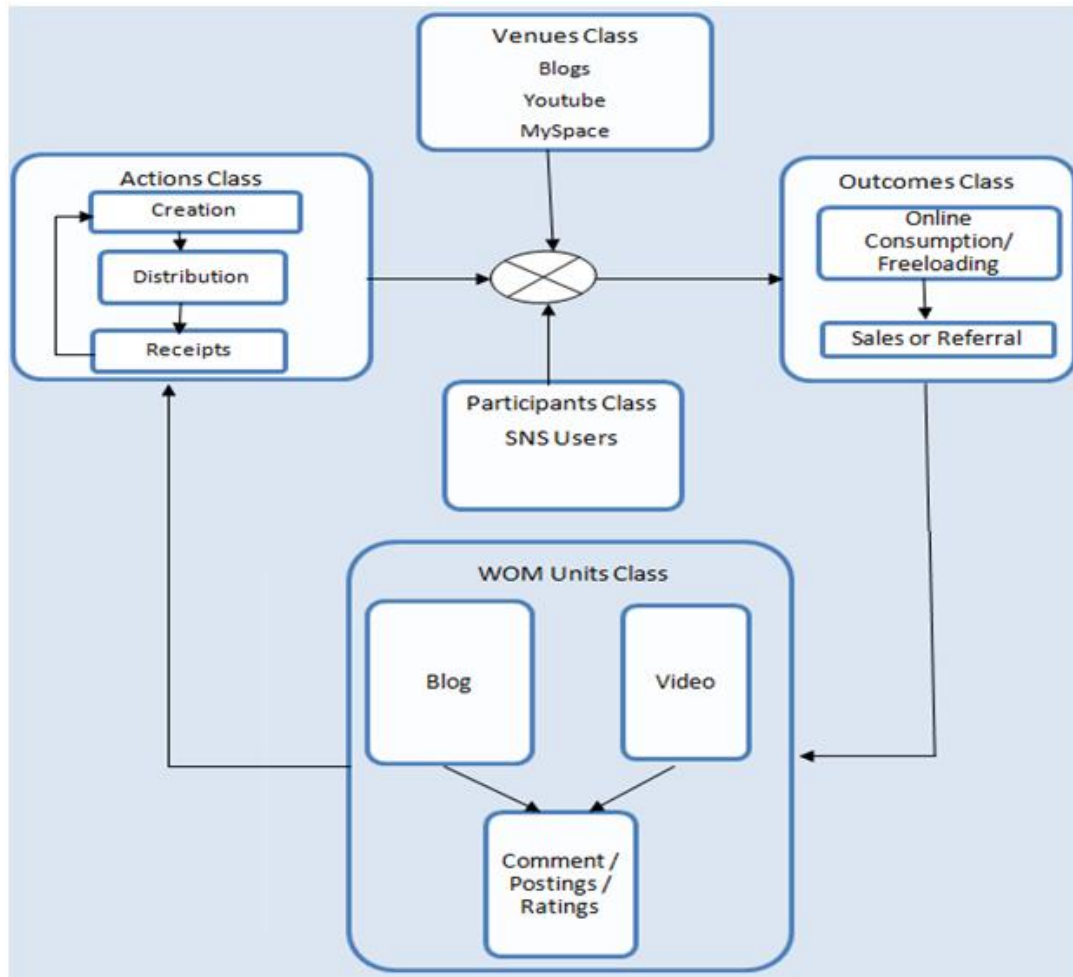 Venues Class
Blogs
Youtube
MySpace
Actions Class
Creation
Distribution
Receipts
Outcomes Class
Online
Consumption/
Freeloading
Sales or Referral
Participants Class
SNS Users
WOM Units Class
Blog
Video
Comment /
Postings /
Ratings